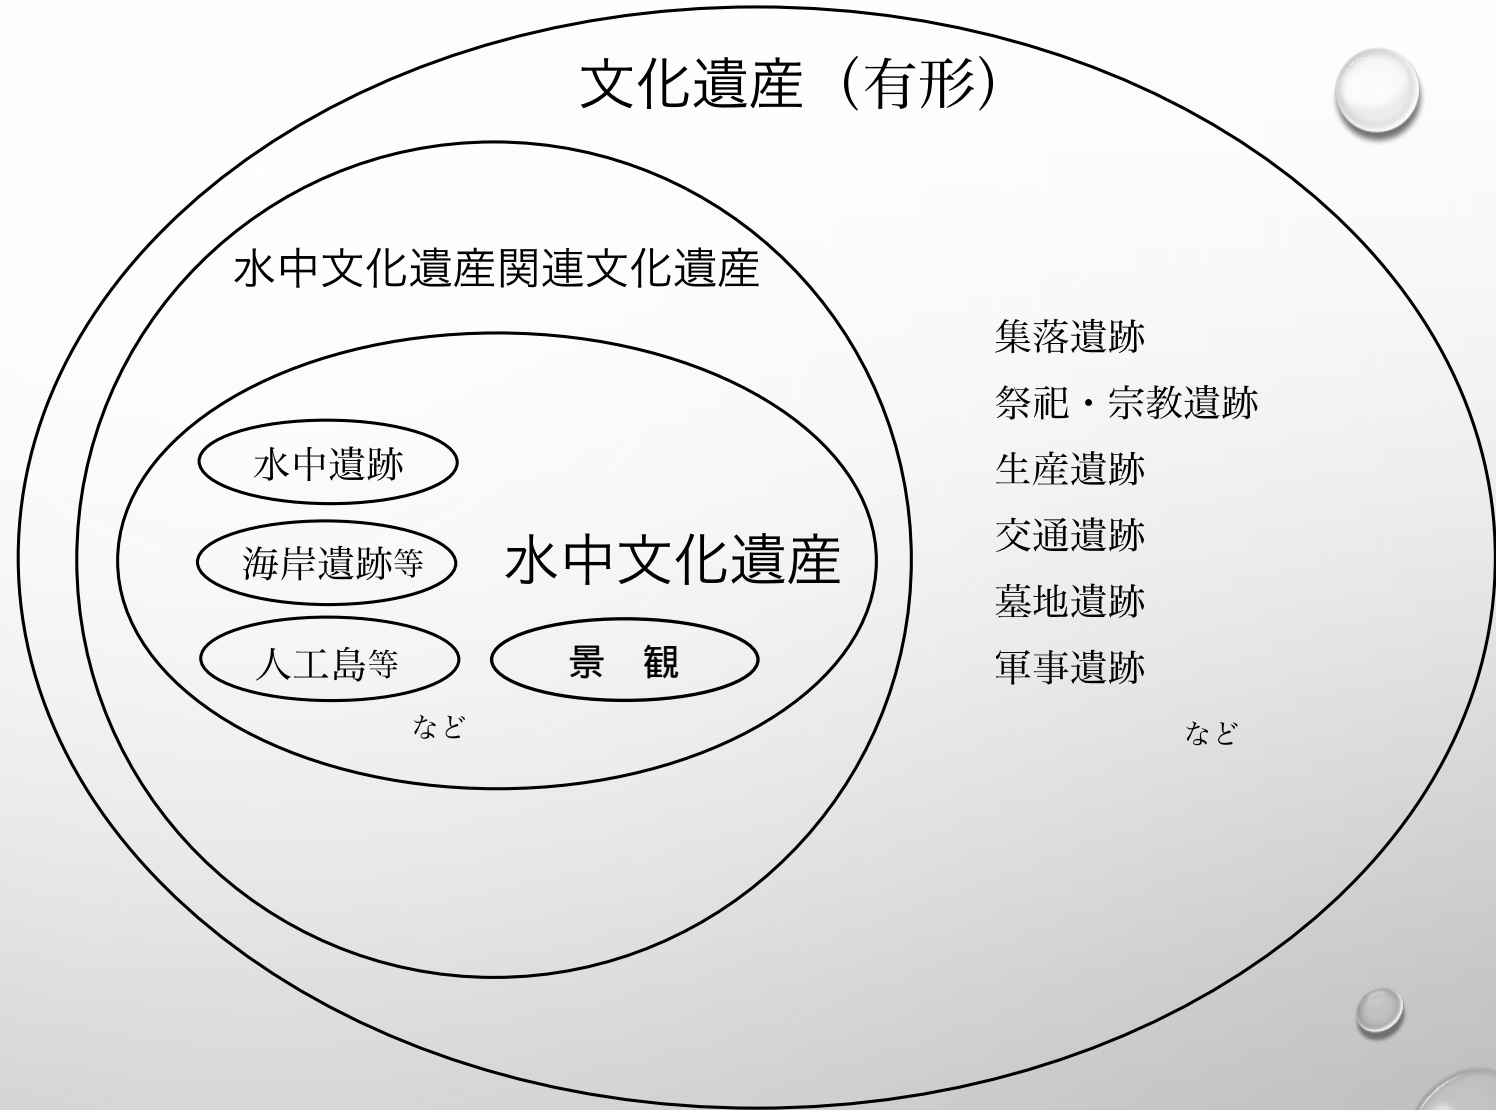 文化遺産（有形）
水中文化遺産関連文化遺産
水中遺跡
海岸遺跡等
人工島等
水中文化遺産
景　観
など
集落遺跡
祭祀・宗教遺跡
生産遺跡
交通遺跡
墓地遺跡
軍事遺跡
など